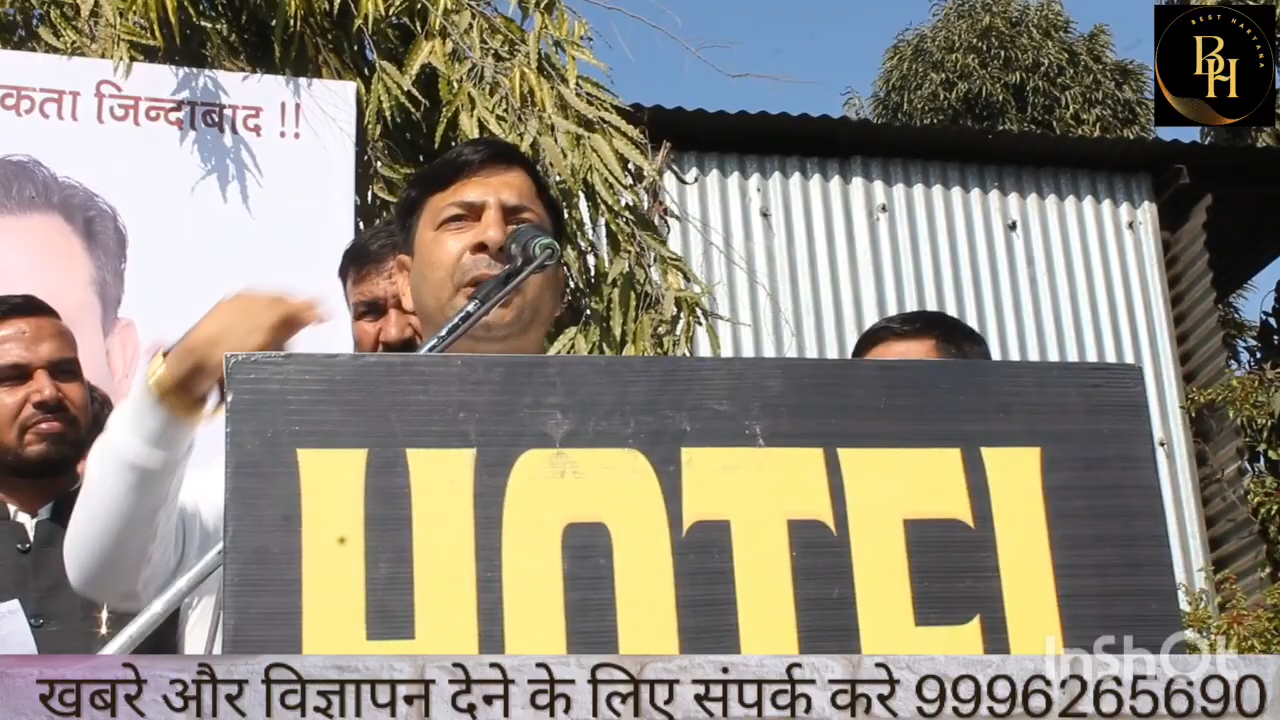 कता जिन्दाबाद !!
BEST HARYANA
BH
HOTEL
InShOt
खबरे और विज्ञापन देने के लिए संपर्क करे 9996265690